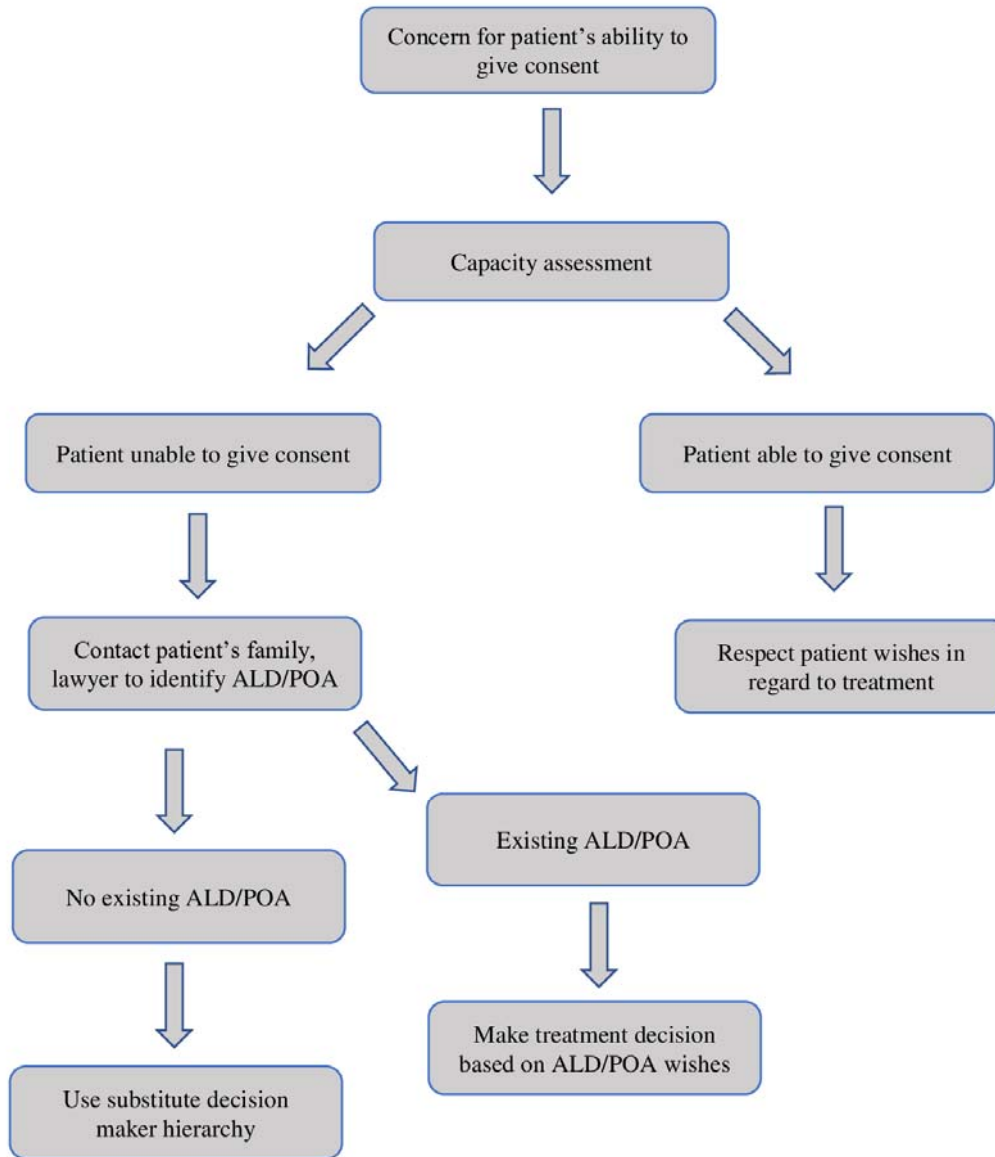 Concern for patient’s ability to
give consent
Capacity assessment
Patient unable to give consent
Patient able to give consent
Contact patient’s family,
lawyer to identify ALD/POA
Respect patient wishes in
regard to treatment
Existing ALD/POA
No existing ALD/POA
Make treatment decision
based on ALD/POA wishes
Use substitute decision
maker hierarchy